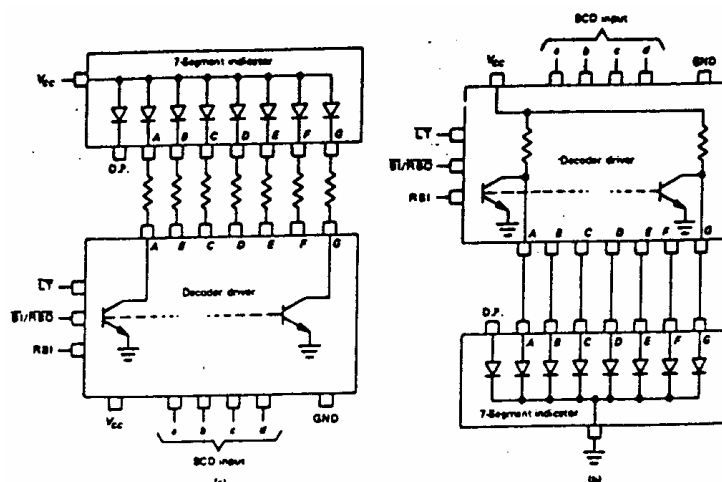 7-Segment indicator
VCC
A B C D E F G
D.P.
A B C D E F G
LT
BI/RBO
RBI
Decoder driver
VCC
a b c d
GND
BCD input
BCD input
a b c d
VCC
GND
LT
BI/RBO
RBI
Decoder driver
A B C D E F G
D.P.
A B C D E F G
7-Segment indicator
(b)